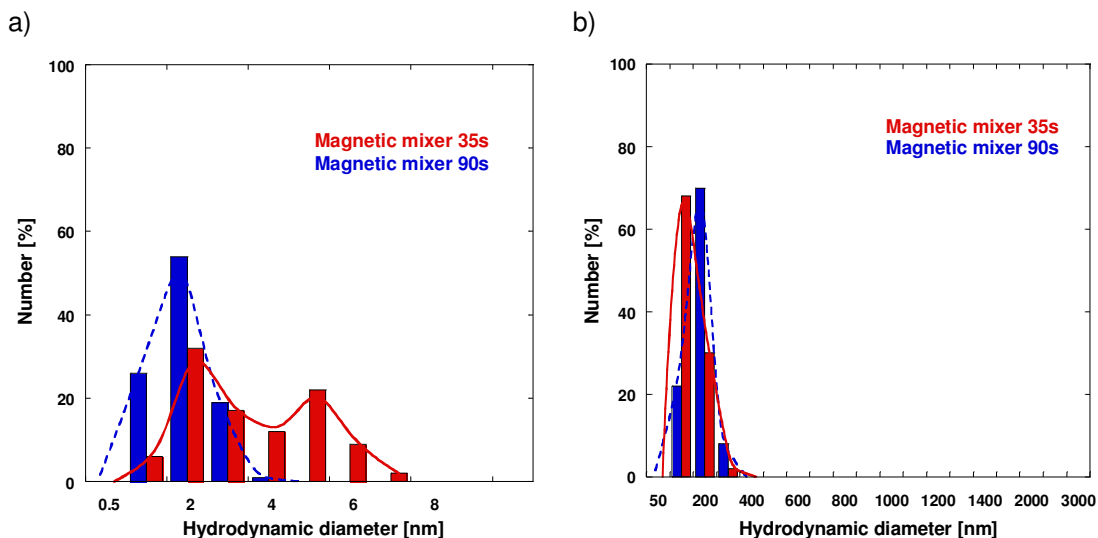 a)
100
80
60
40
20
0
Number [%]
Magnetic mixer 35s
Magnetic mixer 90s
0.5 2 4 6 8
Hydrodynamic diameter [nm]
b)
100
80
60
40
20
0
Number [%]
Magnetic mixer 35s
Magnetic mixer 90s
50 200 400 600 800 1000 1200 1400 2000 3000
Hydrodynamic diameter [nm]